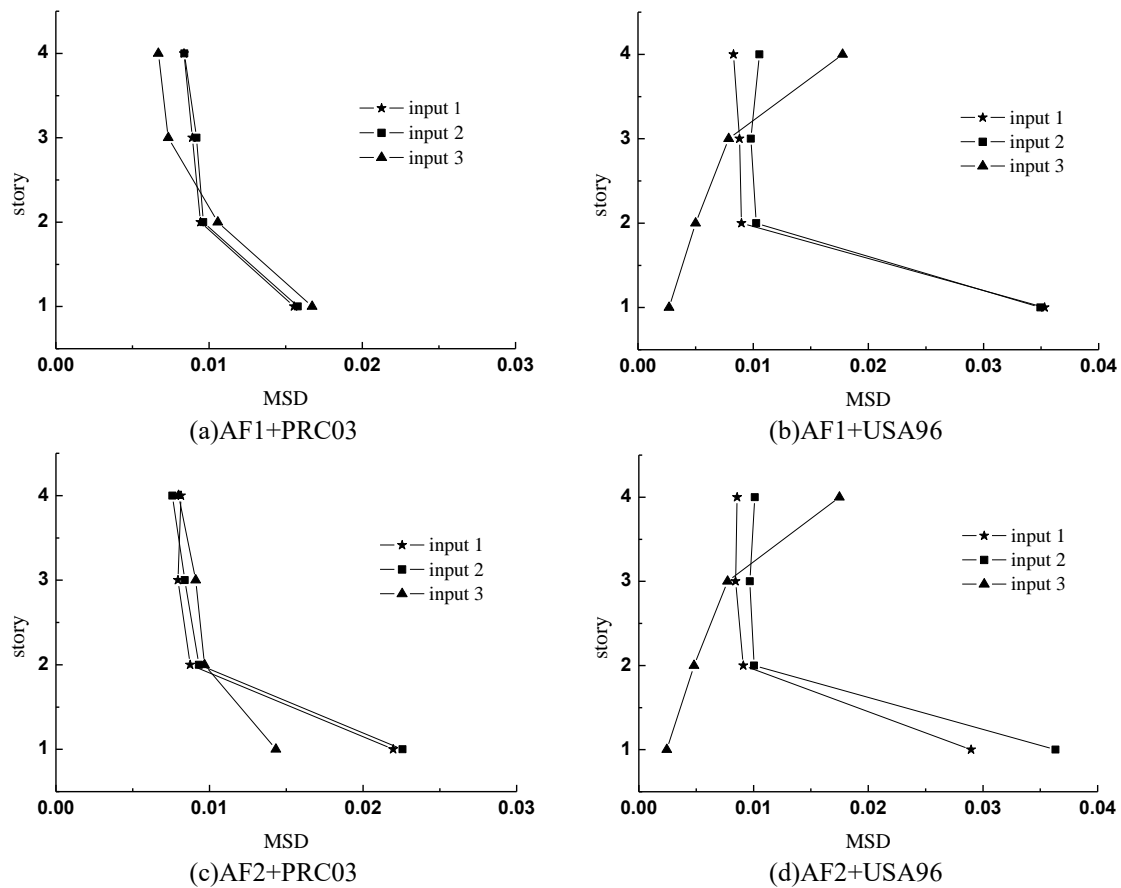 4
3
2
1
story
input 1
input 2
input 3
0.00 0.01 0.02 0.03
MSD
(a)AF1+PRC03
4
3
2
1
story
input 1
input 2
input 3
0.00 0.01 0.02 0.03 0.04
MSD
(b)AF1+USA96
4
3
2
1
story
input 1
input 2
input 3
0.00 0.01 0.02 0.03
MSD
(c)AF2+PRC03
4
3
2
1
story
input 1
input 2
input 3
0.00 0.01 0.02 0.03 0.04
MSD
(d)AF2+USA96